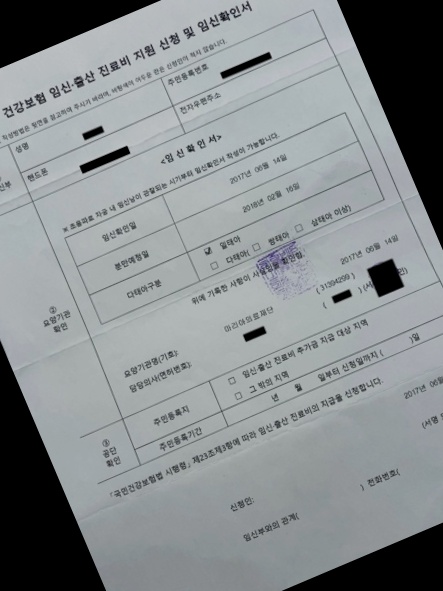 건강보험 임신·출산 진료비 지원 신청 및 임신확인서
작성방법은 뒷면을 참고하여 주시기 바라며, 바탕색이 어두운 란은 신청인이 적지 않습니다.
성명
주민등록번호
핸드폰
전자우편주소
<임 신 확 인 서>
※ 초음파로 자궁 내 임신낭이 관찰되는 시기부터 임신확인서 작성이 가능합니다.
임신확인일
2017년 06월 14일
분만예정일
2018년 02월 16일
다태아구분
☑ 일태아
☐ 다태아( ☐ 쌍태아 ☐ 삼태아 이상)
위에 기록한 사항이 사실임을 확인함.
2017년 06월 14일
② 요양기관 확인
요양기관명(기호):
마리아의료재단
( 31394299 )
담당의사(면허번호):
( )
③ 공단 확인
주민등록지
☐ 임신·출산 진료비 추가금 지급 대상 지역
☐ 그 밖의 지역
주민등록기간
년 월 일부터 신청일까지 ( )일
「국민건강보험법 시행령」 제23조제3항에 따라 임신·출산 진료비의 지급을 신청합니다.
2017년 06월
신청인:
(서명
임신부와의 관계( ) 전화번호(